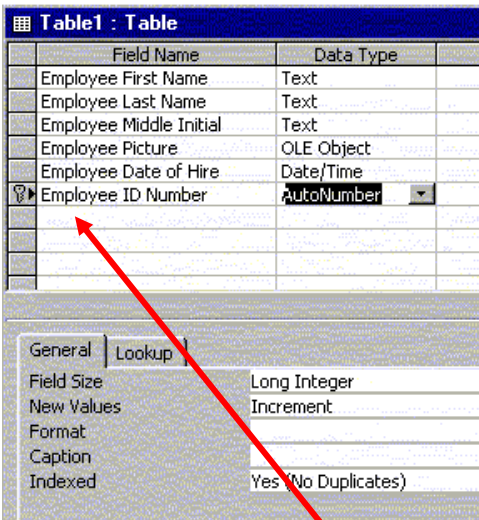 Table1 : Table
Field Name Data Type
Employee First Name Text
Employee Last Name Text
Employee Middle Initial Text
Employee Picture OLE Object
Employee Date of Hire Date/Time
Employee ID Number AutoNumber
General Lookup
Field Size Long Integer
New Values Increment
Format
Caption
Indexed Yes (No Duplicates)